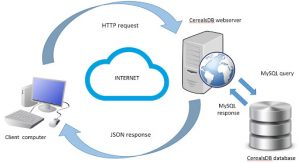 HTTP request
CerealsDB webserver
INTERNET
MySQL query
MySQL
response
Client computer
JSON response
CerealsDB database